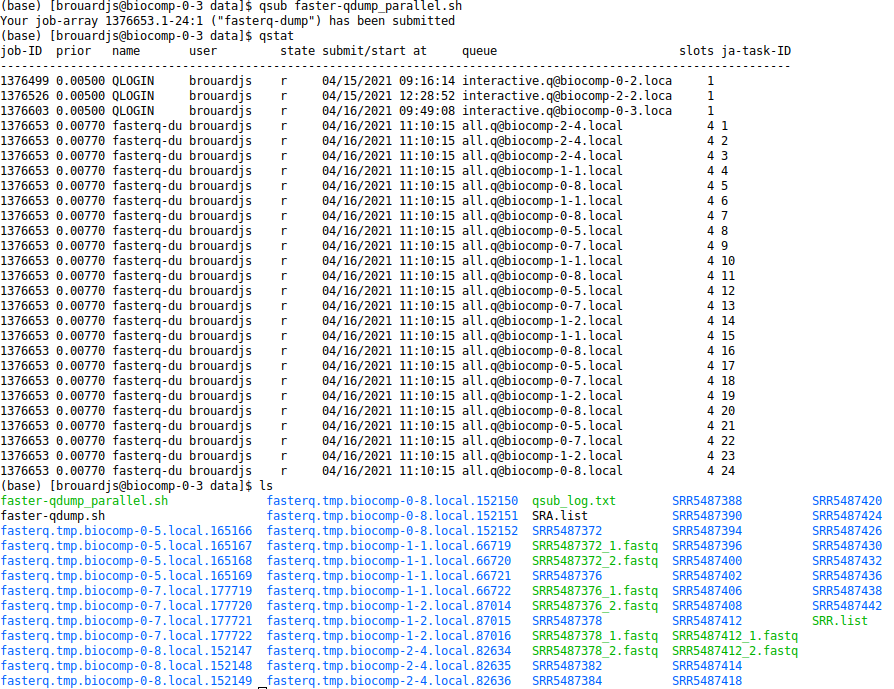 (base) [brouardjs@biocomp-0-3 data]$ qsub faster-qdump_parallel.sh
Your job-array 1376653.1-24:1 ("fasterq-dump") has been submitted
(base) [brouardjs@biocomp-0-3 data]$ qstat
job-ID  prior   name       user         state submit/start at     queue                          slots ja-task-ID
-----------------------------------------------------------------------------------------------------------------
1376499 0.00500 QLOGIN     brouardjs    r     04/15/2021 09:16:14 interactive.q@biocomp-0-2.loca     1
1376526 0.00500 QLOGIN     brouardjs    r     04/15/2021 12:28:52 interactive.q@biocomp-2-2.loca     1
1376603 0.00500 QLOGIN     brouardjs    r     04/16/2021 09:49:08 interactive.q@biocomp-0-3.loca     1
1376653 0.00770 fasterq-du brouardjs    r     04/16/2021 11:10:15 all.q@biocomp-2-4.local            4 1
1376653 0.00770 fasterq-du brouardjs    r     04/16/2021 11:10:15 all.q@biocomp-2-4.local            4 2
1376653 0.00770 fasterq-du brouardjs    r     04/16/2021 11:10:15 all.q@biocomp-2-4.local            4 3
1376653 0.00770 fasterq-du brouardjs    r     04/16/2021 11:10:15 all.q@biocomp-1-1.local            4 4
1376653 0.00770 fasterq-du brouardjs    r     04/16/2021 11:10:15 all.q@biocomp-0-8.local            4 5
1376653 0.00770 fasterq-du brouardjs    r     04/16/2021 11:10:15 all.q@biocomp-1-1.local            4 6
1376653 0.00770 fasterq-du brouardjs    r     04/16/2021 11:10:15 all.q@biocomp-0-8.local            4 7
1376653 0.00770 fasterq-du brouardjs    r     04/16/2021 11:10:15 all.q@biocomp-0-5.local            4 8
1376653 0.00770 fasterq-du brouardjs    r     04/16/2021 11:10:15 all.q@biocomp-0-7.local            4 9
1376653 0.00770 fasterq-du brouardjs    r     04/16/2021 11:10:15 all.q@biocomp-1-1.local            4 10
1376653 0.00770 fasterq-du brouardjs    r     04/16/2021 11:10:15 all.q@biocomp-0-8.local            4 11
1376653 0.00770 fasterq-du brouardjs    r     04/16/2021 11:10:15 all.q@biocomp-0-5.local            4 12
1376653 0.00770 fasterq-du brouardjs    r     04/16/2021 11:10:15 all.q@biocomp-0-7.local            4 13
1376653 0.00770 fasterq-du brouardjs    r     04/16/2021 11:10:15 all.q@biocomp-1-2.local            4 14
1376653 0.00770 fasterq-du brouardjs    r     04/16/2021 11:10:15 all.q@biocomp-1-1.local            4 15
1376653 0.00770 fasterq-du brouardjs    r     04/16/2021 11:10:15 all.q@biocomp-0-8.local            4 16
1376653 0.00770 fasterq-du brouardjs    r     04/16/2021 11:10:15 all.q@biocomp-0-5.local            4 17
1376653 0.00770 fasterq-du brouardjs    r     04/16/2021 11:10:15 all.q@biocomp-0-7.local            4 18
1376653 0.00770 fasterq-du brouardjs    r     04/16/2021 11:10:15 all.q@biocomp-1-2.local            4 19
1376653 0.00770 fasterq-du brouardjs    r     04/16/2021 11:10:15 all.q@biocomp-0-8.local            4 20
1376653 0.00770 fasterq-du brouardjs    r     04/16/2021 11:10:15 all.q@biocomp-0-5.local            4 21
1376653 0.00770 fasterq-du brouardjs    r     04/16/2021 11:10:15 all.q@biocomp-0-7.local            4 22
1376653 0.00770 fasterq-du brouardjs    r     04/16/2021 11:10:15 all.q@biocomp-1-2.local            4 23
1376653 0.00770 fasterq-du brouardjs    r     04/16/2021 11:10:15 all.q@biocomp-0-8.local            4 24
(base) [brouardjs@biocomp-0-3 data]$ ls
faster-qdump_parallel.sh              fasterq.tmp.biocomp-0-8.local.152150  qsub_log.txt        SRR5487388          SRR5487420
faster-qdump.sh                       fasterq.tmp.biocomp-0-8.local.152151  SRA.list            SRR5487390          SRR5487424
fasterq.tmp.biocomp-0-5.local.165166  fasterq.tmp.biocomp-0-8.local.152152  SRR5487372          SRR5487394          SRR5487426
fasterq.tmp.biocomp-0-5.local.165167  fasterq.tmp.biocomp-1-1.local.66719   SRR5487372_1.fastq  SRR5487396          SRR5487430
fasterq.tmp.biocomp-0-5.local.165168  fasterq.tmp.biocomp-1-1.local.66720   SRR5487372_2.fastq  SRR5487400          SRR5487432
fasterq.tmp.biocomp-0-5.local.165169  fasterq.tmp.biocomp-1-1.local.66721   SRR5487376          SRR5487402          SRR5487436
fasterq.tmp.biocomp-0-7.local.177719  fasterq.tmp.biocomp-1-1.local.66722   SRR5487376_1.fastq  SRR5487406          SRR5487438
fasterq.tmp.biocomp-0-7.local.177720  fasterq.tmp.biocomp-1-2.local.87014   SRR5487376_2.fastq  SRR5487408          SRR5487442
fasterq.tmp.biocomp-0-7.local.177721  fasterq.tmp.biocomp-1-2.local.87015   SRR5487378          SRR5487412          SRR.list
fasterq.tmp.biocomp-0-7.local.177722  fasterq.tmp.biocomp-1-2.local.87016   SRR5487378_1.fastq  SRR5487412_1.fastq
fasterq.tmp.biocomp-0-8.local.152147  fasterq.tmp.biocomp-2-4.local.82634   SRR5487378_2.fastq  SRR5487412_2.fastq
fasterq.tmp.biocomp-0-8.local.152148  fasterq.tmp.biocomp-2-4.local.82635   SRR5487382          SRR5487414
fasterq.tmp.biocomp-0-8.local.152149  fasterq.tmp.biocomp-2-4.local.82636   SRR5487384          SRR5487418